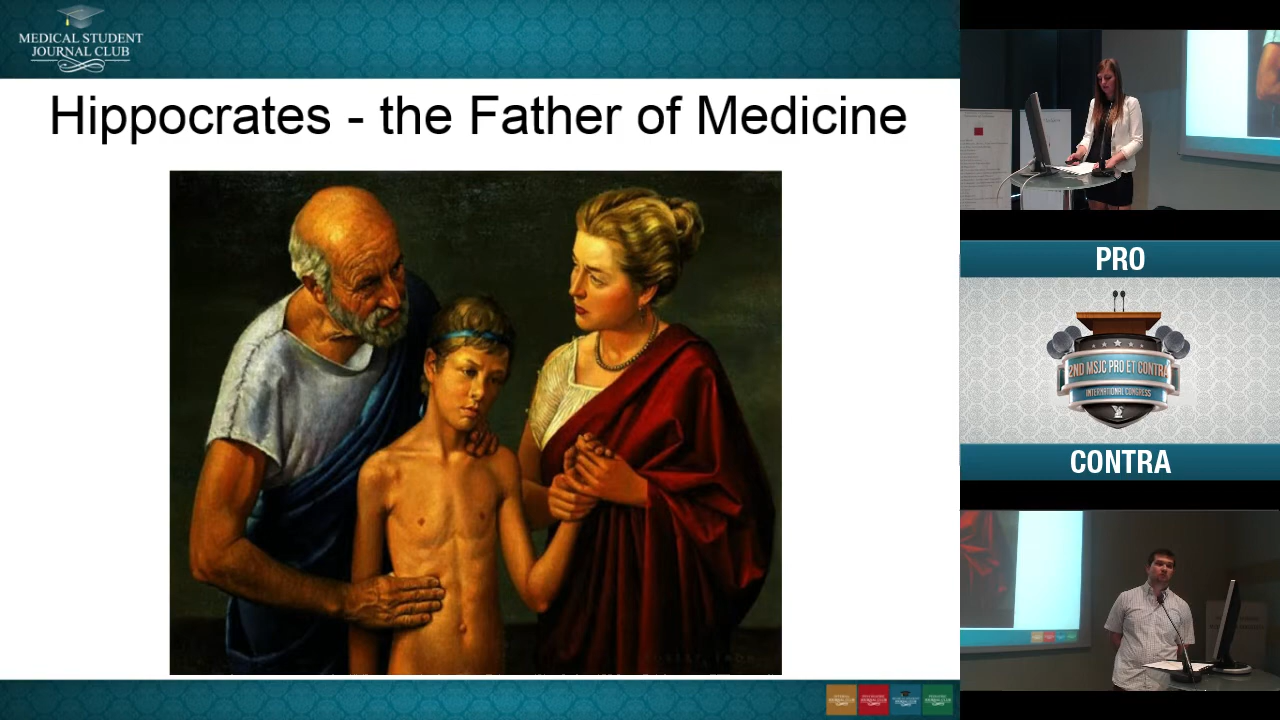 MEDICAL STUDENT
JOURNAL CLUB
Hippocrates - the Father of Medicine
PRO
2ND MSJC PRO ET CONTRA
INTERNATIONAL CONGRESS
CONTRA